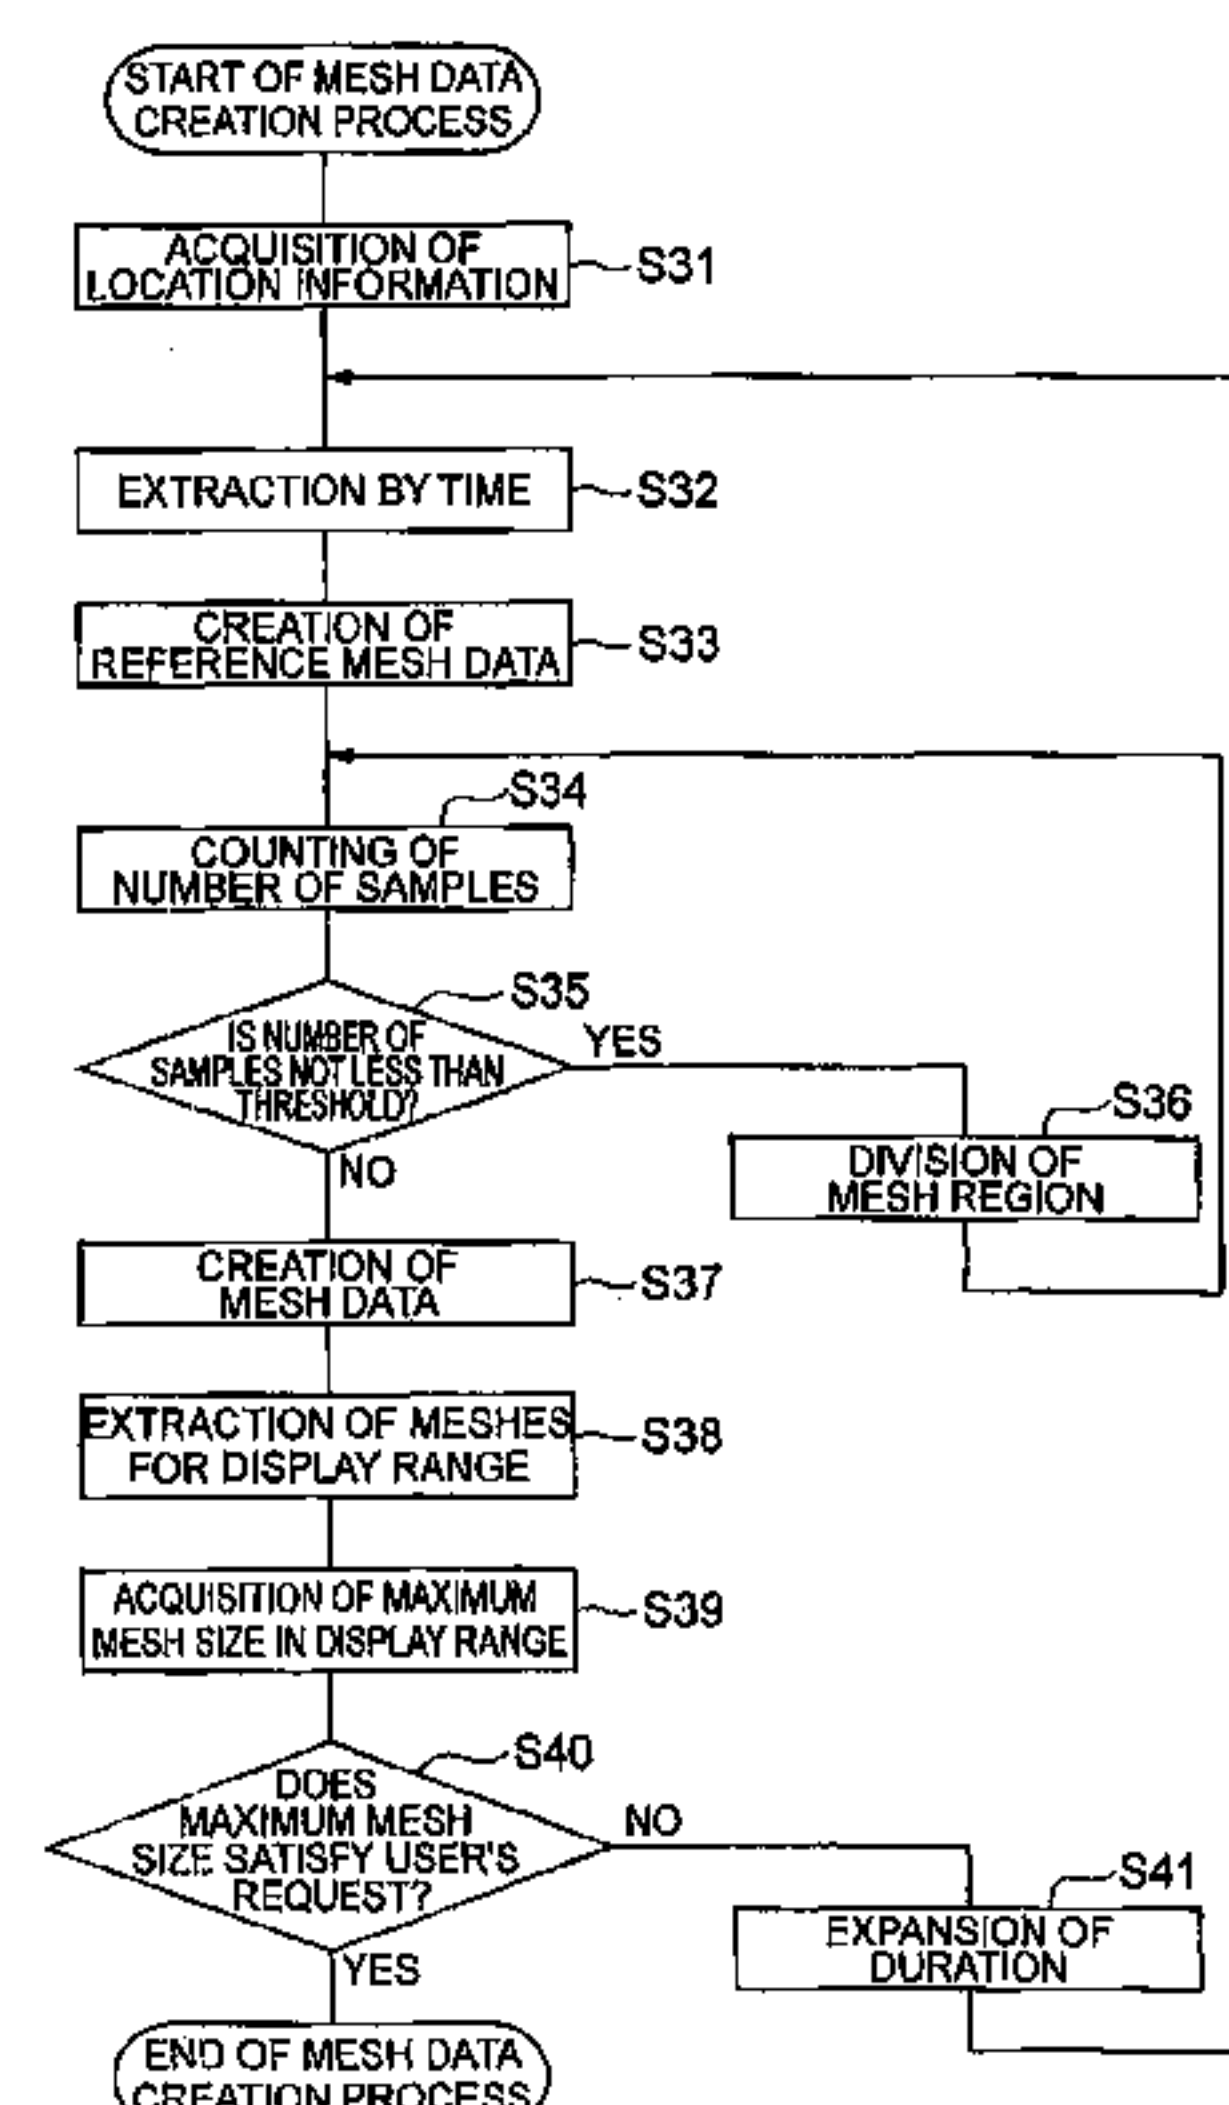 START OF MESH DATA
CREATION PROCESS
ACQUISITION OF
LOCATION INFORMATION
S31
EXTRACTION BY TIME
S32
CREATION OF
REFERENCE MESH DATA
S33
S34
COUNTING OF
NUMBER OF SAMPLES
S35
IS NUMBER OF
SAMPLES NOT LESS THAN
THRESHOLD?
YES
S36
DIVISION OF
MESH REGION
NO
CREATION OF
MESH DATA
S37
EXTRACTION OF MESHES
FOR DISPLAY RANGE
S38
ACQUISITION OF MAXIMUM
MESH SIZE IN DISPLAY RANGE
S39
S40
DOES
MAXIMUM MESH
SIZE SATISFY USER'S
REQUEST?
NO
S41
EXPANSION OF
DURATION
YES
END OF MESH DATA
CREATION PROCESS